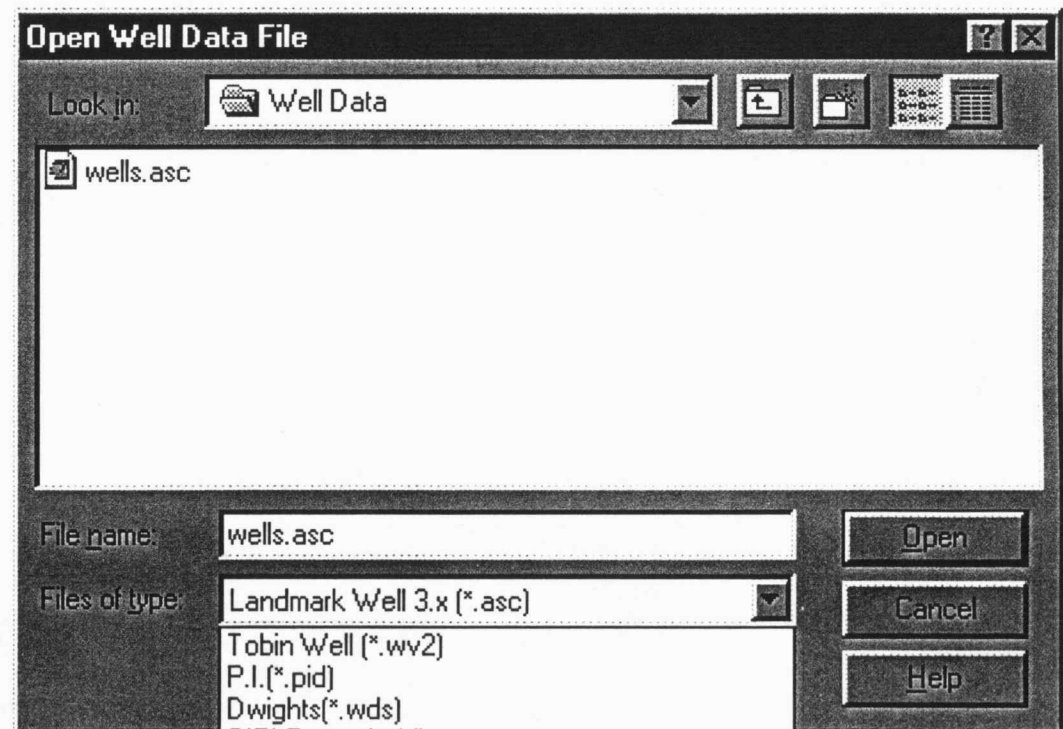 Open Well Data File
Look in: Well Data
wells.asc
File name: wells.asc
Open
Files of type: Landmark Well 3.x (*.asc)
Cancel
Tobin Well (*.wv2)
P.I.(*.pid)
Help
Dwights(*.wds)